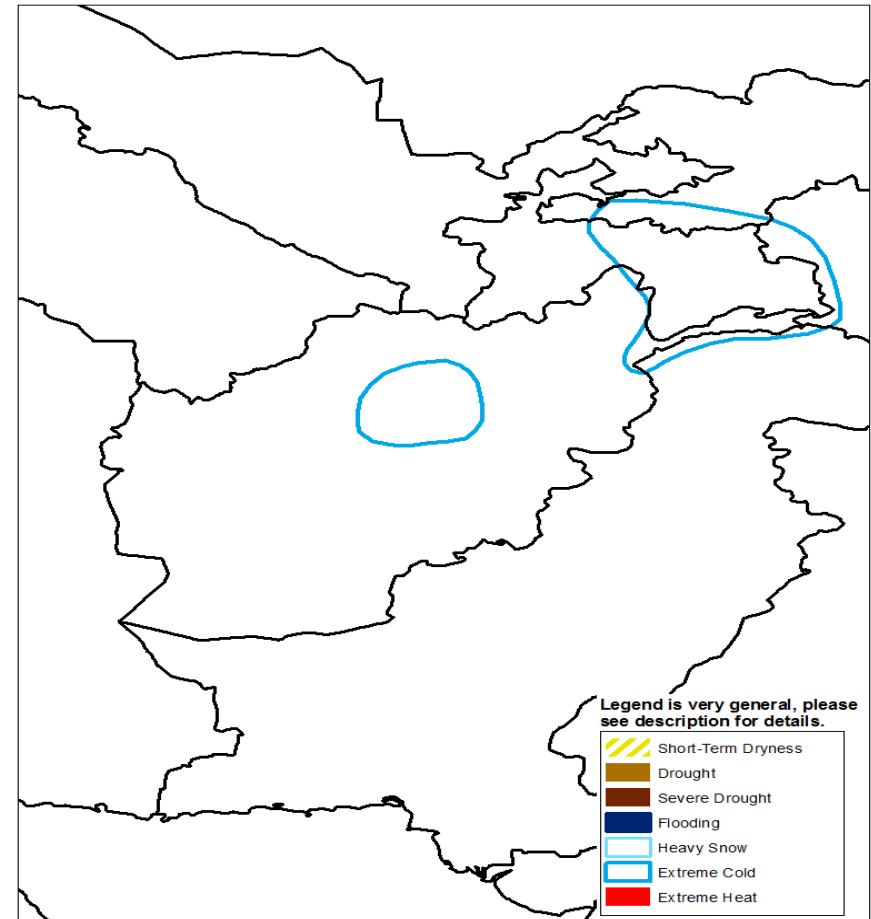 Legend is very general, please
see description for details.
Short-Term Dryness
Drought
Severe Drought
Flooding
Heavy Snow
Extreme Cold
Extreme Heat